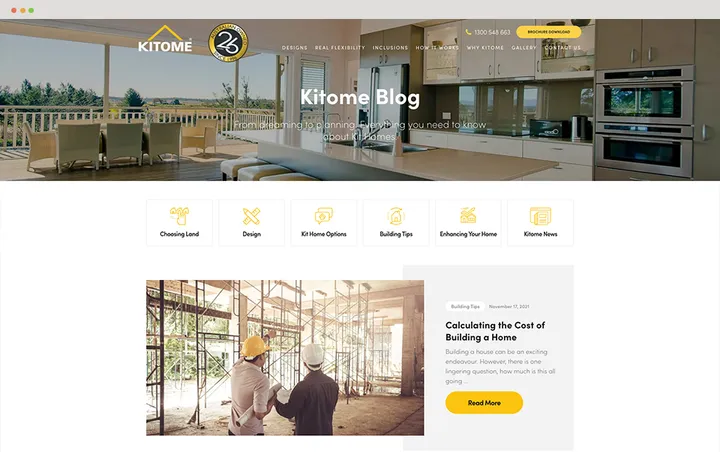 KITOME
26
1300 548 663
BROCHURE DOWNLOAD
DESIGNS REAL FLEXIBILITY INCLUSIONS HOW IT WORKS WHY KITOME GALLERY CONTACT US
Kitome Blog
From dreaming to planning. Everything you need to know
about Kit Homes.
Choosing Land
Design
Kit Home Options
Building Tips
Enhancing Your Home
Kitome News
Building Tips November 17, 2021
Calculating the Cost of
Building a Home
Building a house can be an exciting
endeavour. However, there is one
lingering question, how much is this all
going ...
Read More